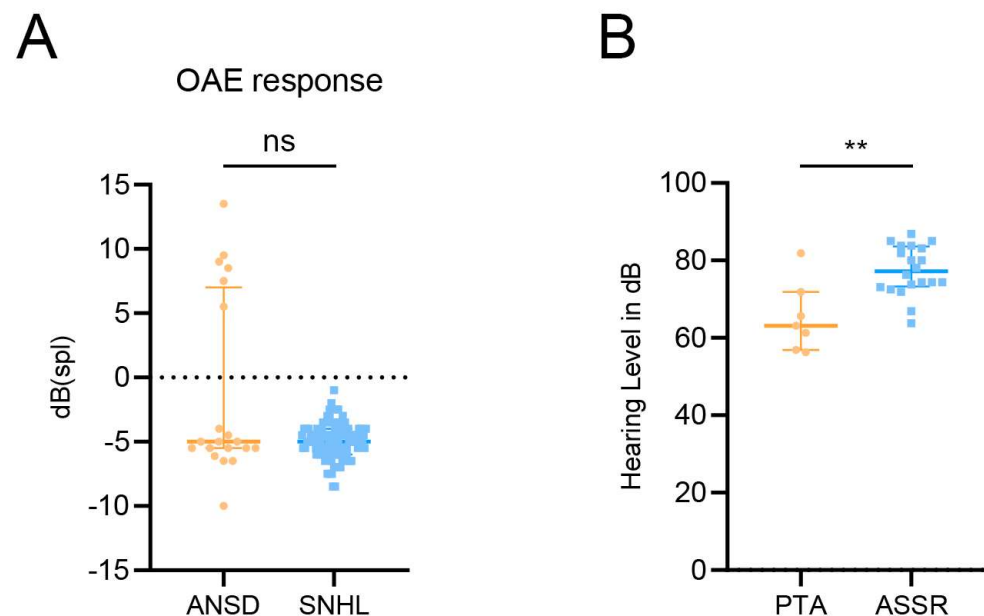 A
OAE response
ns
15
10
5
0
-5
-10
-15
dB(spl)
ANSD SNHL
B
**
100
80
60
40
20
0
Hearing Level in dB
PTA ASSR